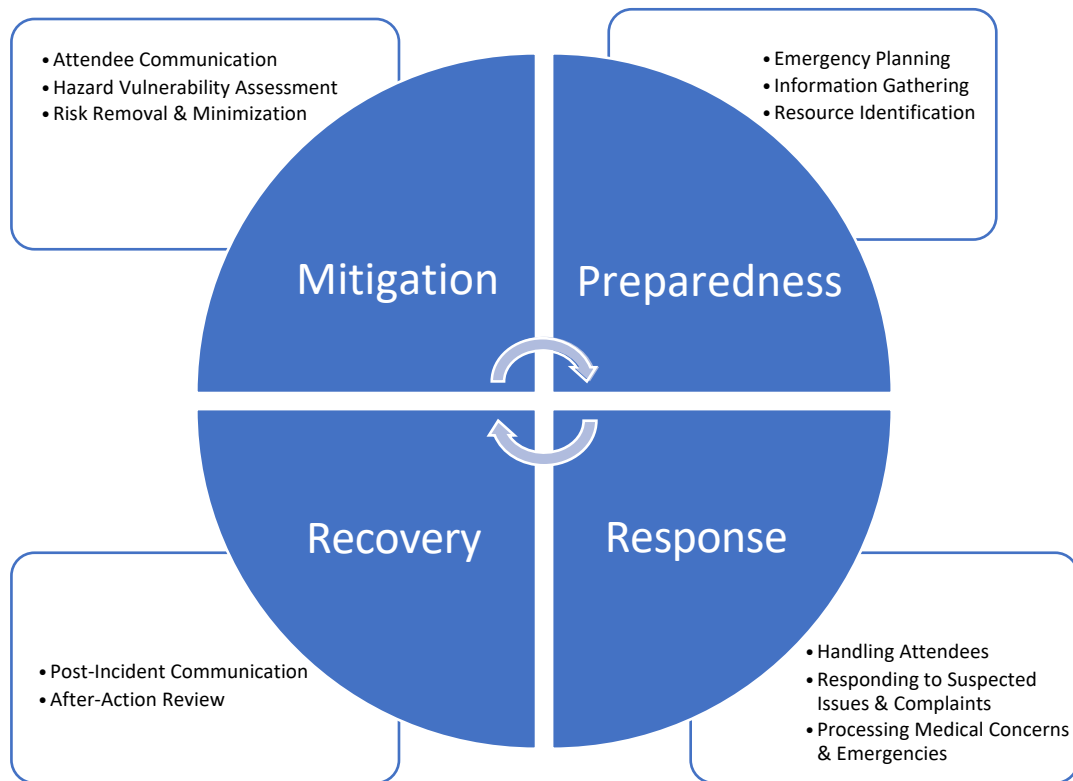 • Attendee Communication
• Hazard Vulnerability Assessment
• Risk Removal & Minimization
• Emergency Planning
• Information Gathering
• Resource Identification
Mitigation
Preparedness
Recovery
Response
• Post-Incident Communication
• After-Action Review
• Handling Attendees
• Responding to Suspected
Issues & Complaints
• Processing Medical Concerns
& Emergencies